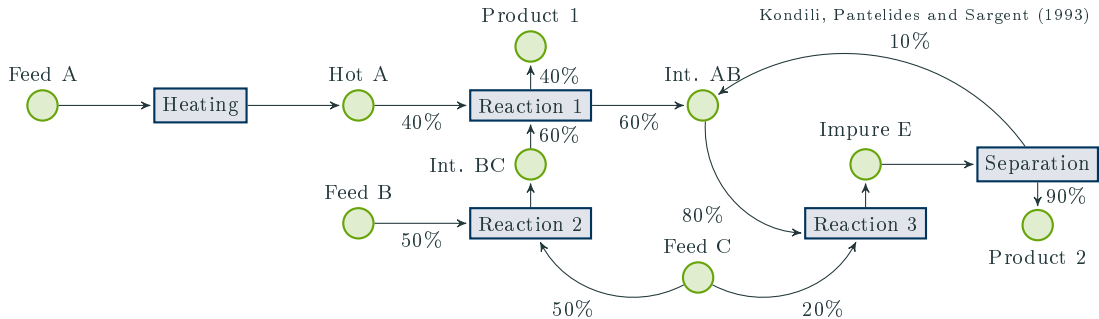 Kondili, Pantelides and Sargent (1993)
Product 1
10%
Feed A
Hot A
40%
Int. AB
Heating
Reaction 1
40%
60%
60%
Impure E
Int. BC
Separation
Feed B
90%
80%
Reaction 2
Reaction 3
50%
Feed C
Product 2
50%
20%